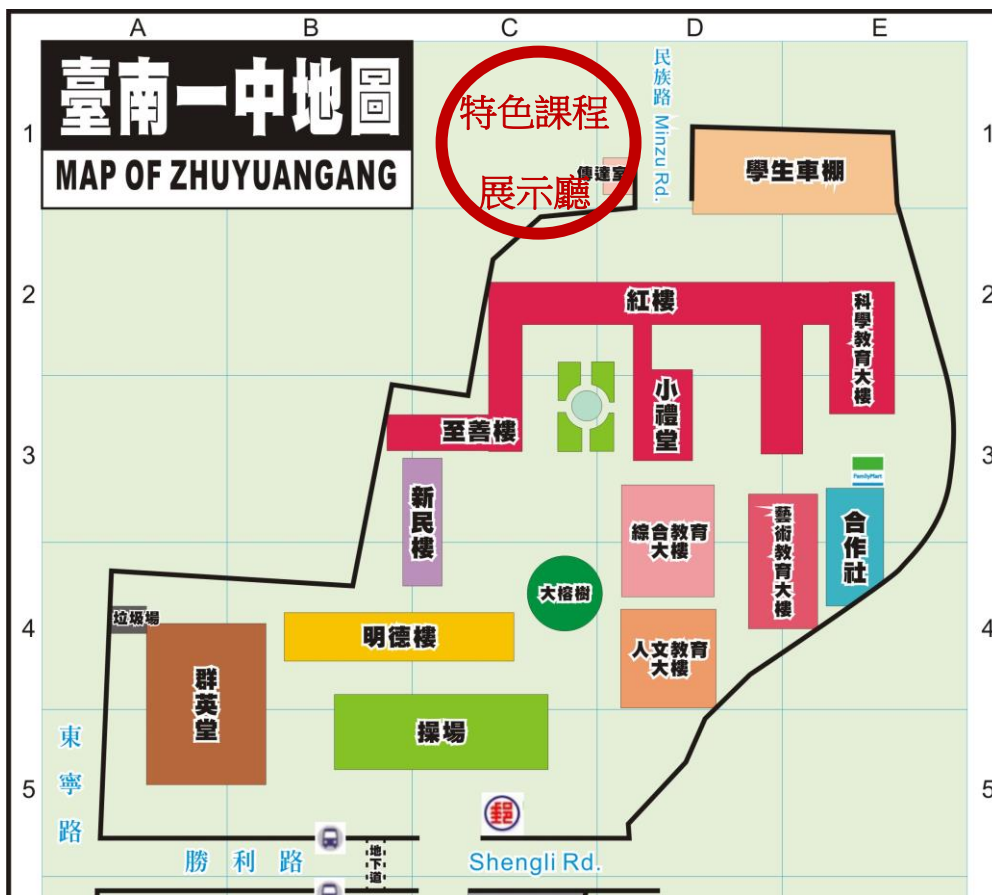 A B C D E
臺南一中地圖
MAP OF ZHUYUANGANG
特色課程
展示廳
民族路 Minzu Rd.
1
1
傳達室
學生車棚
2
2
紅樓
科學教育大樓
小禮堂
至善樓
3
3
FamilyMart
新民樓
綜合教育
大樓
藝術教育大樓
合作社
大榕樹
垃圾場
4
4
明德樓
人文教育
大樓
群英堂
操場
東寧路
5
5
郵
勝利路
地下道
Shengli Rd.